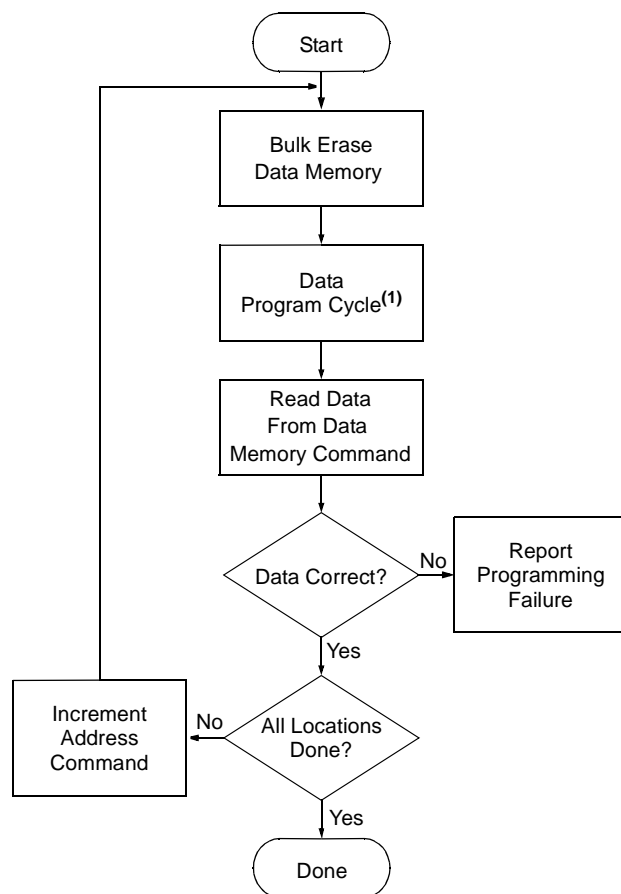 Start
Bulk Erase
Data Memory
Data
Program Cycle(1)
Read Data
From Data
Memory Command
Data Correct?
No
Report
Programming
Failure
Yes
All Locations
Done?
No
Increment
Address
Command
Yes
Done